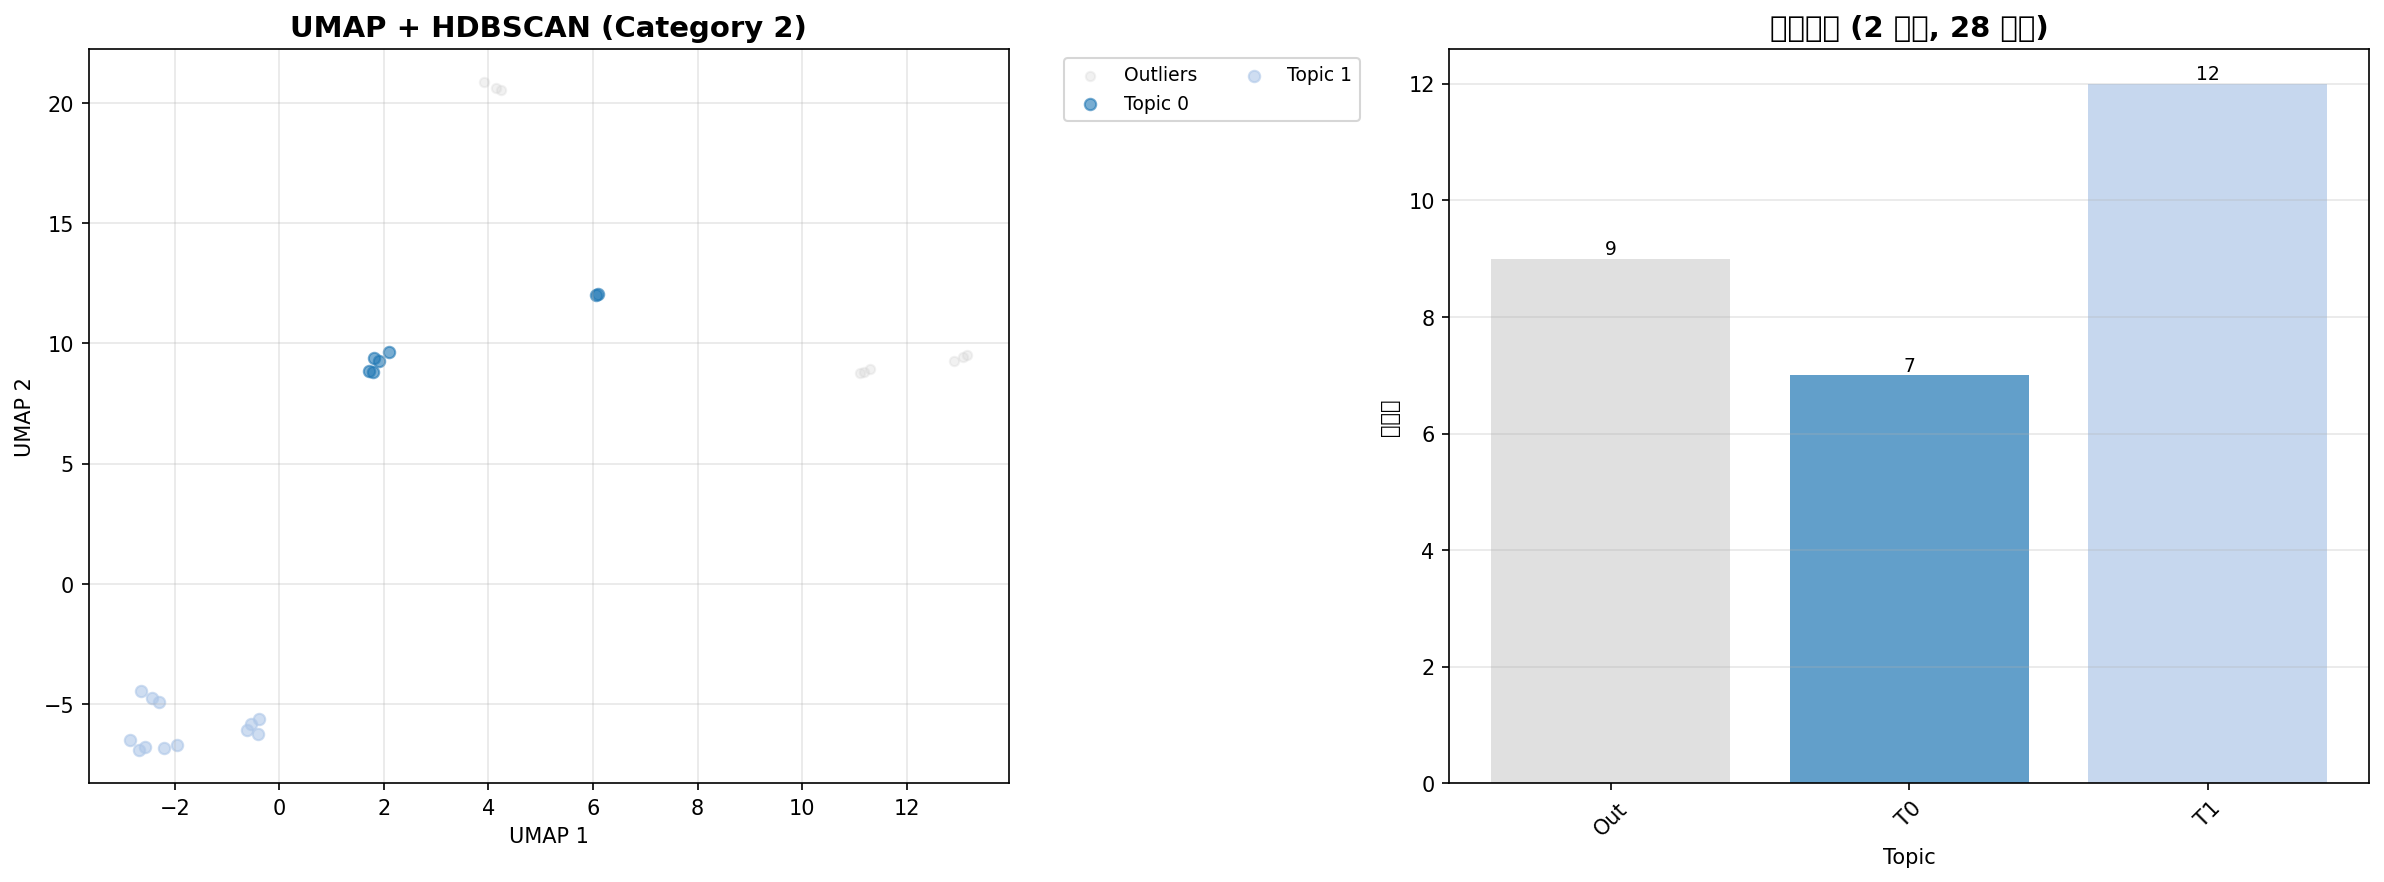 UMAP + HDBSCAN (Category 2)
20
15
10
5
0
−5
UMAP 2
−2 0 2 4 6 8 10 12
UMAP 1
Outliers
Topic 0
Topic 1
(2 , 28 )
12
10
8
6
4
2
0
9
7
12
Out
T0
T1
Topic